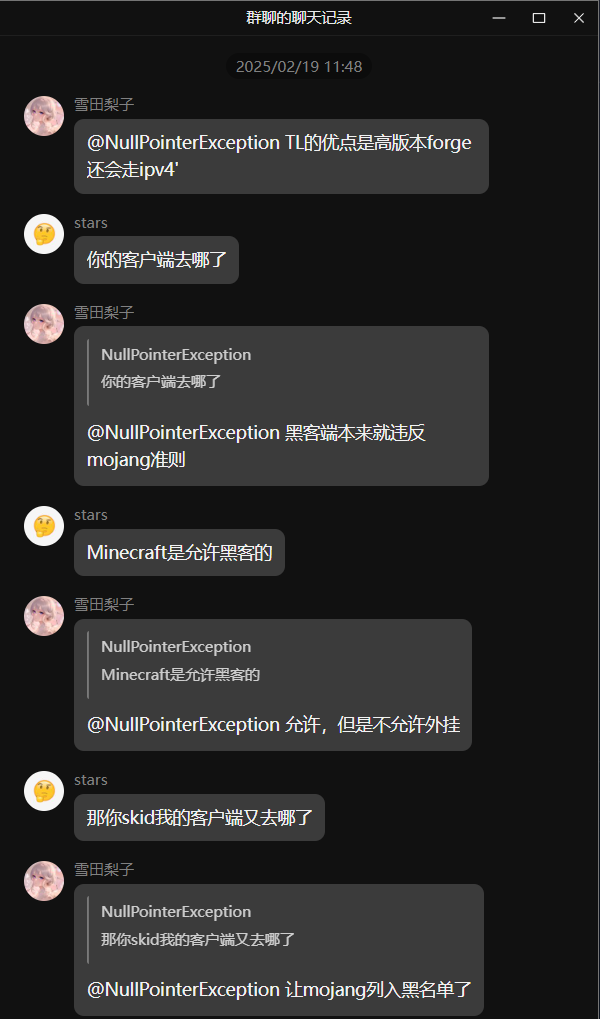 群聊的聊天记录
2025/02/19 11:48
雪田梨子
@NullPointerException TL的优点是高版本forge
还会走ipv4'
stars
你的客户端去哪了
雪田梨子
NullPointerException
你的客户端去哪了
@NullPointerException 黑客端本来就违反
mojang准则
stars
Minecraft是允许黑客的
雪田梨子
NullPointerException
Minecraft是允许黑客的
@NullPointerException 允许，但是不允许外挂
stars
那你skid我的客户端又去哪了
雪田梨子
NullPointerException
那你skid我的客户端又去哪了
@NullPointerException 让mojang列入黑名单了